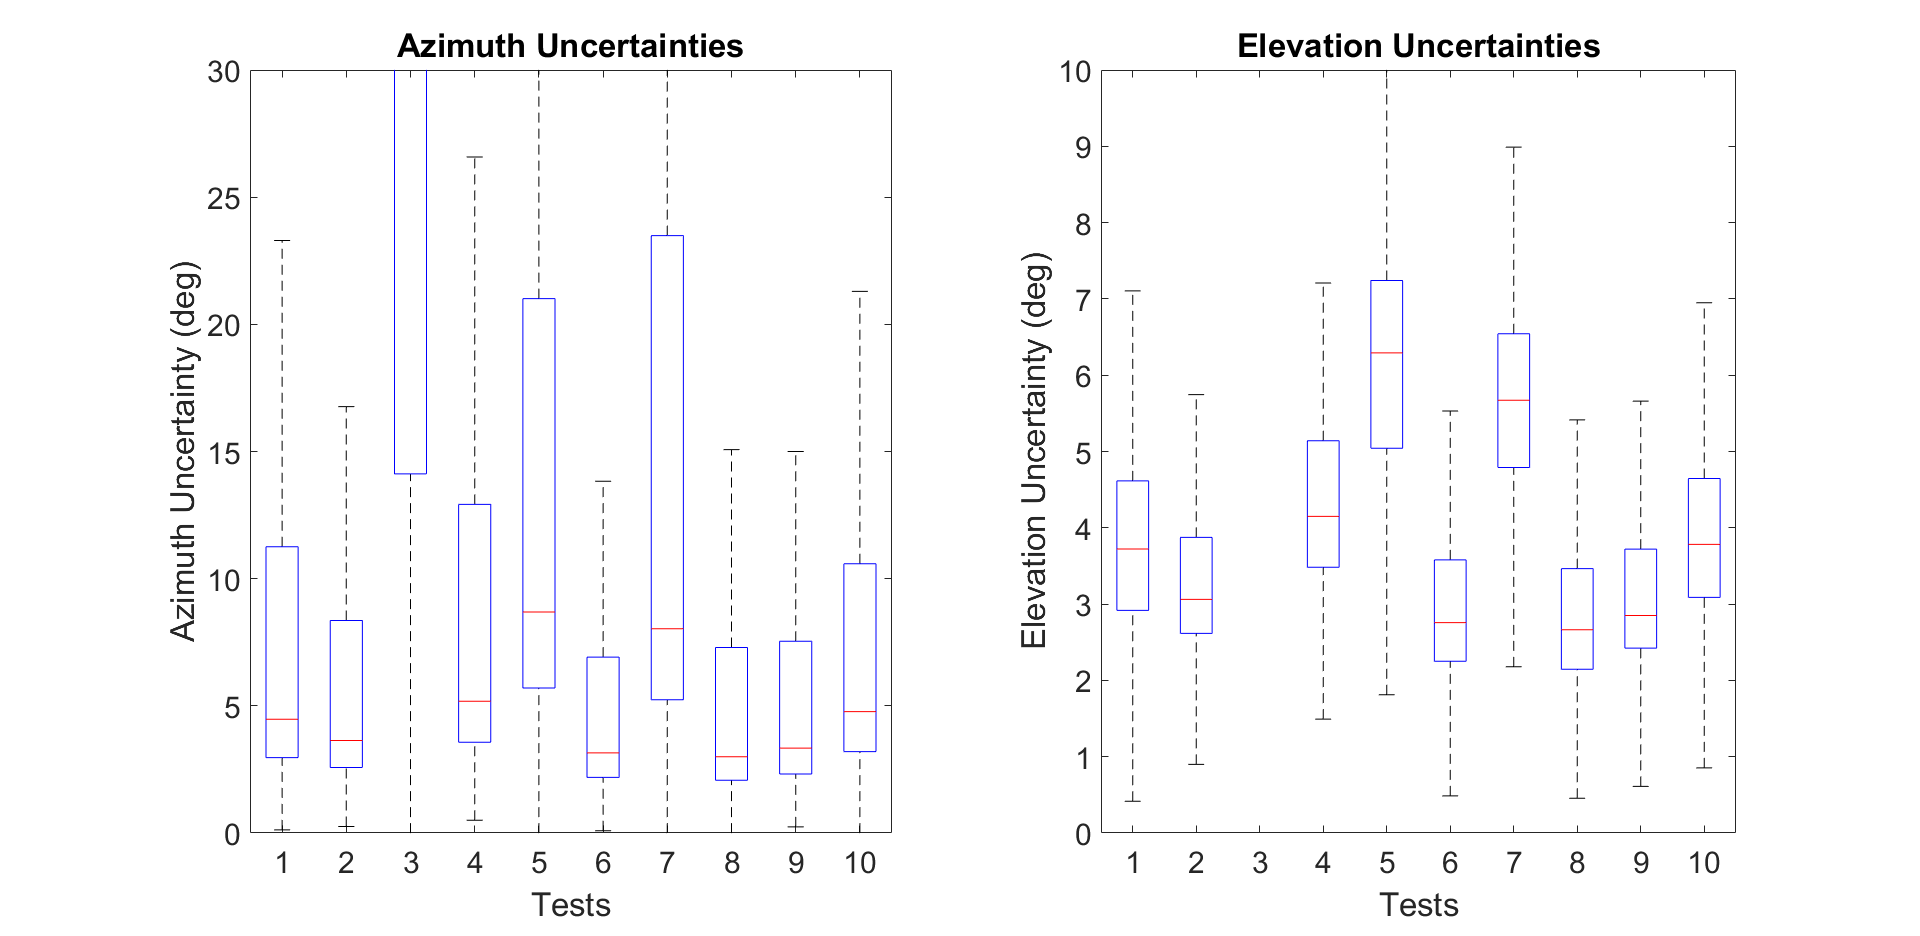 Azimuth Uncertainties
Azimuth Uncertainty (deg)
30
25
20
15
10
5
0
1 2 3 4 5 6 7 8 9 10
Tests
Elevation Uncertainties
Elevation Uncertainty (deg)
10
9
8
7
6
5
4
3
2
1
0
1 2 3 4 5 6 7 8 9 10
Tests